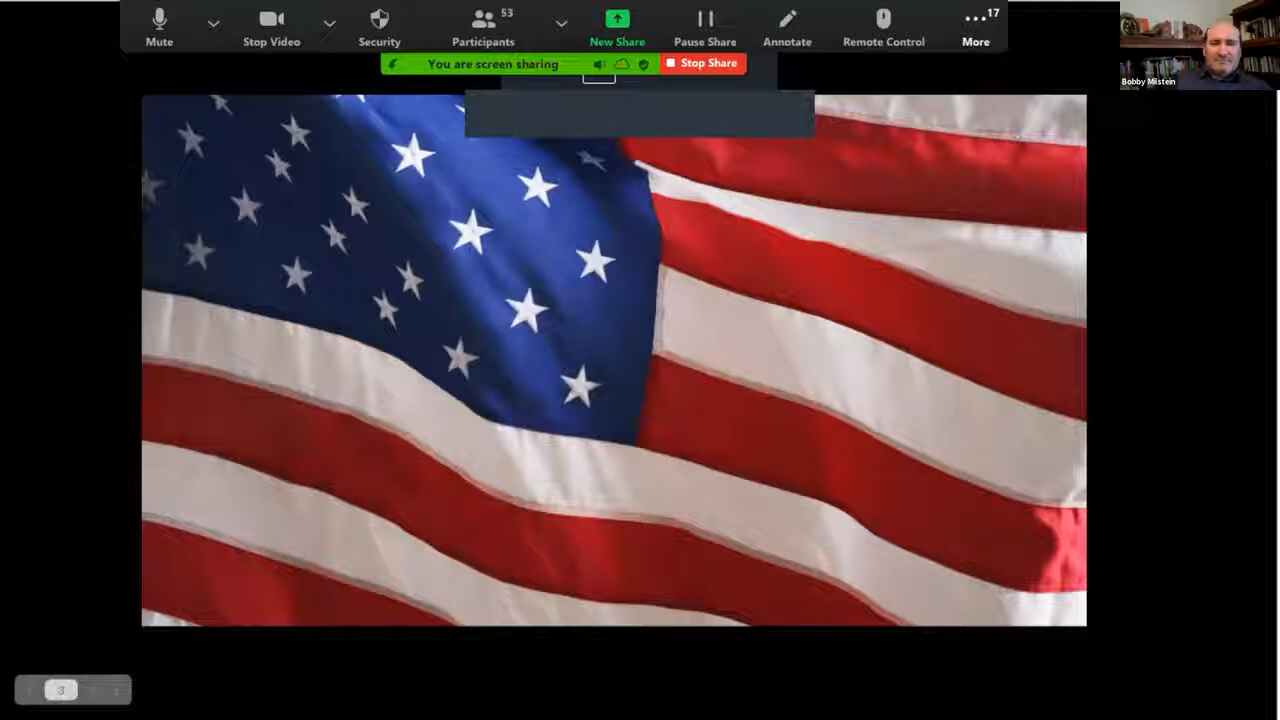 53
17
Mute
Stop Video
Security
Participants
New Share
Pause Share
Annotate
Remote Control
More
You are screen sharing
Stop Share
Bobby Milstein
3